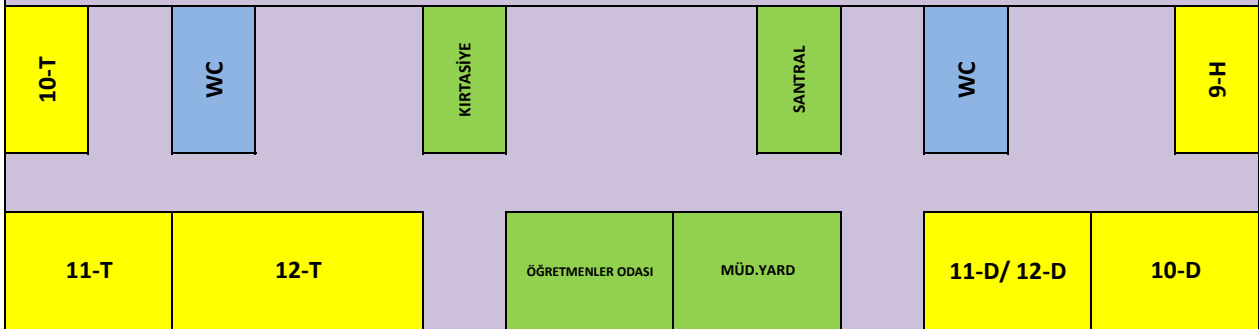 10-T
WC
KIRTASİYE
SANTRAL
WC
9-H
11-T
12-T
ÖĞRETMENLER ODASI
MÜD.YARD
11-D/ 12-D
10-D